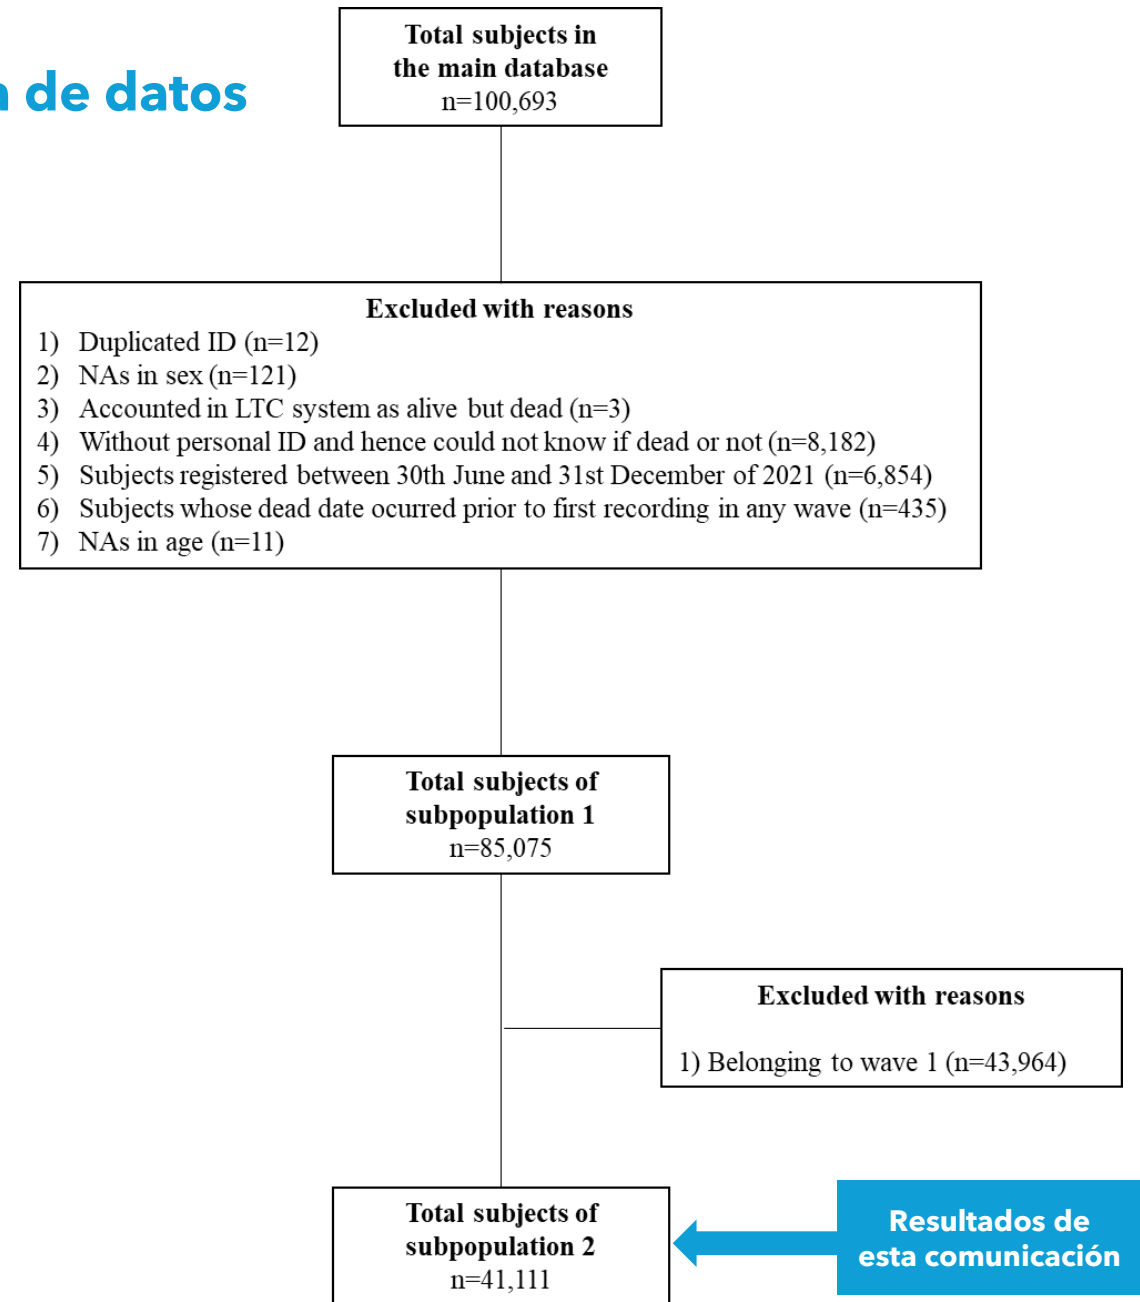 Total subjects in
the main database
n=100,693
a de datos
Excluded with reasons
1) Duplicated ID (n=12)
2) NAs in sex (n=121)
3) Accounted in LTC system as alive but dead (n=3)
4) Without personal ID and hence could not know if dead or not (n=8,182)
5) Subjects registered between 30th June and 31st December of 2021 (n=6,854)
6) Subjects whose dead date ocurred prior to first recording in any wave (n=435)
7) NAs in age (n=11)
Total subjects of
subpopulation 1
n=85,075
Excluded with reasons
1) Belonging to wave 1 (n=43,964)
Total subjects of
subpopulation 2
n=41,111
Resultados de
esta comunicación